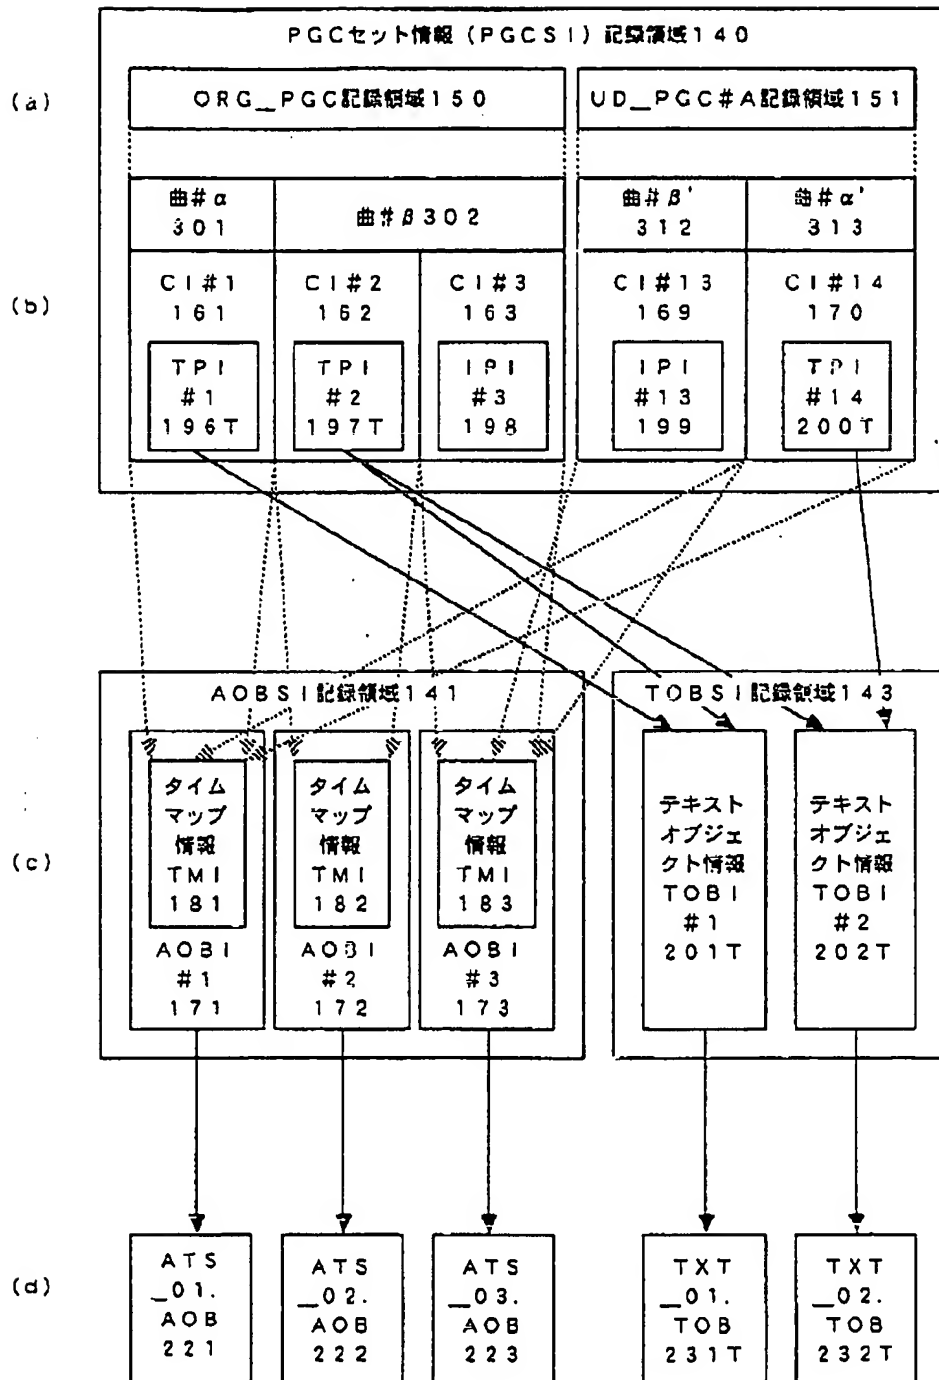 PGCセット情報(PGCSI)記録領域140
(a)
ORG__PGC記録領域150
UD__PGC#A記録領域151
曲#α
301
曲#β302
曲#β'
312
曲#α'
313
(b)
CI#1
161
CI#2
162
CI#3
163
CI#13
169
CI#14
170
TPI
#1
196T
TPI
#2
197T
IPI
#3
198
IPI
#13
199
TPI
#14
200T
AOBSI記録領域141
TOBSI記録領域143
(c)
タイム
マップ
情報
TMI
181
AOBI
#1
171
タイム
マップ
情報
TMI
182
AOBI
#2
172
タイム
マップ
情報
TMI
183
AOBI
#3
173
テキスト
オブジェ
クト情報
TOBI
#1
201T
テキスト
オブジェ
クト情報
TOBI
#2
202T
(d)
ATS
__01.
AOB
221
ATS
__02.
AOB
222
ATS
__03.
AOB
223
TXT
__01.
TOB
231T
TXT
__02.
TOB
232T